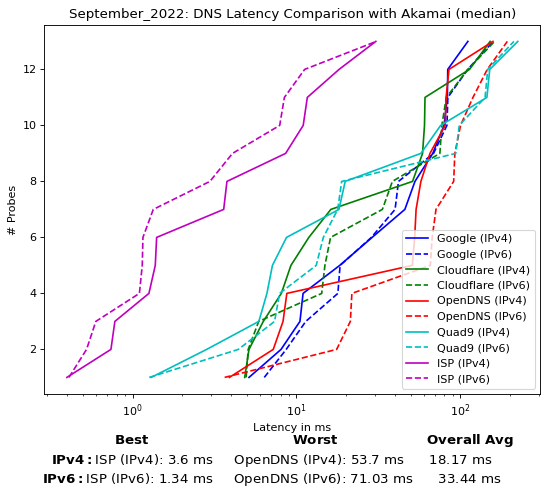 September_2022: DNS Latency Comparison with Akamai (median)
12
10
8
6
4
2
# Probes
Google (IPv4)
Google (IPv6)
Cloudflare (IPv4)
Cloudflare (IPv6)
OpenDNS (IPv4)
OpenDNS (IPv6)
Quad9 (IPv4)
Quad9 (IPv6)
ISP (IPv4)
ISP (IPv6)
10⁰ 10¹ 10²
Latency in ms
Best Worst Overall Avg
IPv4: ISP (IPv4): 3.6 ms OpenDNS (IPv4): 53.7 ms 18.17 ms
IPv6: ISP (IPv6): 1.34 ms OpenDNS (IPv6): 71.03 ms 33.44 ms